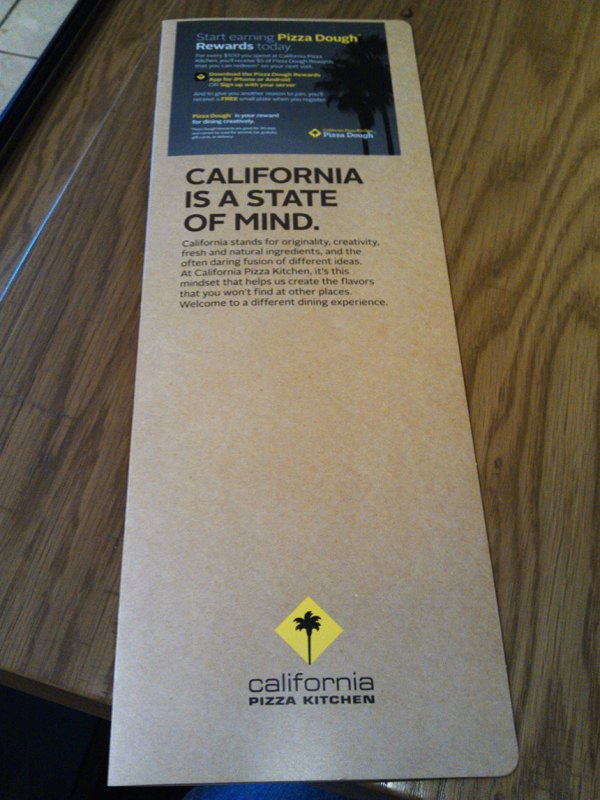 Start earning Pizza Dough™
Rewards today.
For every $100 you spend at California Pizza
Kitchen, you'll receive $5 of Pizza Dough Rewards
that you can redeem* on your next visit.
Download the Pizza Dough Rewards
App for iPhone or Android
OR Sign up with your server
And to give you another reason to join, you'll
receive a FREE small plate when you register.
Pizza Dough™ is your reward
for dining creatively.
California Pizza Kitchen
Pizza Dough
CALIFORNIA
IS A STATE
OF MIND.
California stands for originality, creativity,
fresh and natural ingredients, and the
often daring fusion of different ideas.
At California Pizza Kitchen, it's this
mindset that helps us create the flavors
that you won't find at other places.
Welcome to a different dining experience.
california
PIZZA KITCHEN